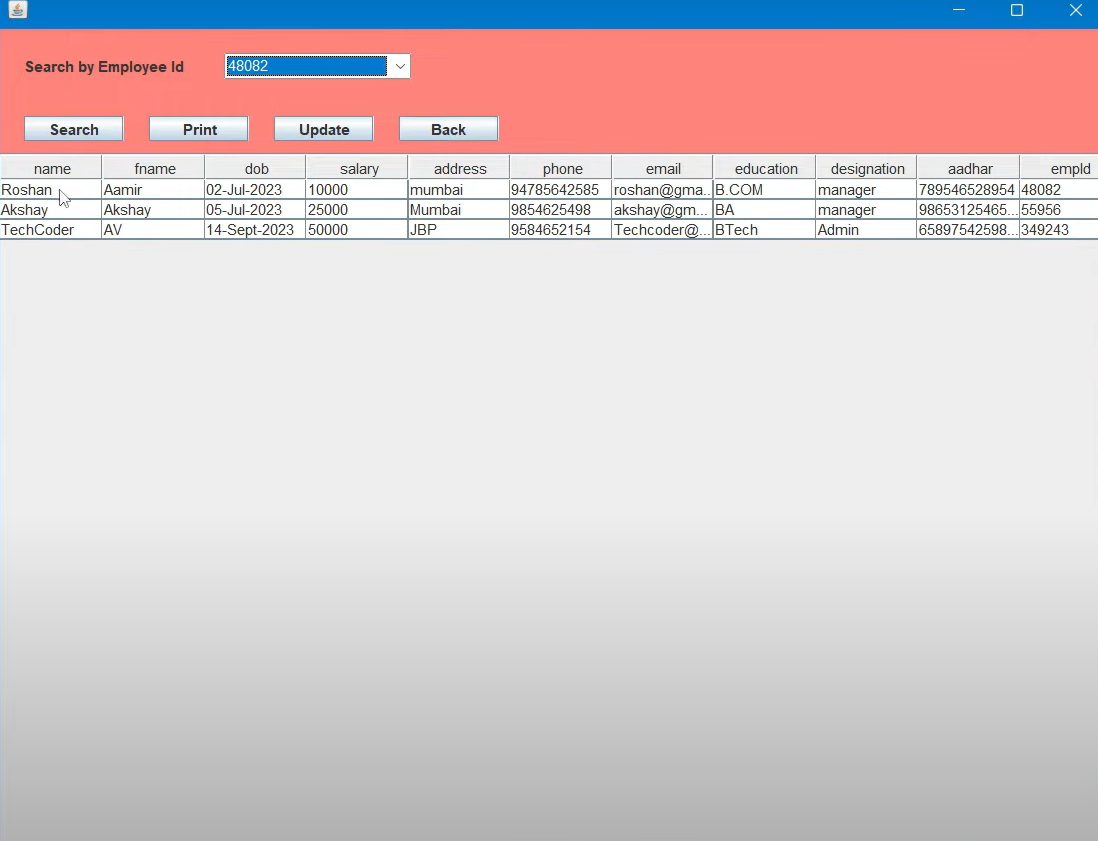 Search by Employee Id 48082
Search Print Update Back
name fname dob salary address phone email education designation aadhar empId
Roshan Aamir 02-Jul-2023 10000 mumbai 94785642585 roshan@gma... B.COM manager 789546528954 48082
Akshay Akshay 05-Jul-2023 25000 Mumbai 9854625498 akshay@gm... BA manager 98653125465... 55956
TechCoder AV 14-Sept-2023 50000 JBP 9584652154 Techcoder@... BTech Admin 65897542598... 349243